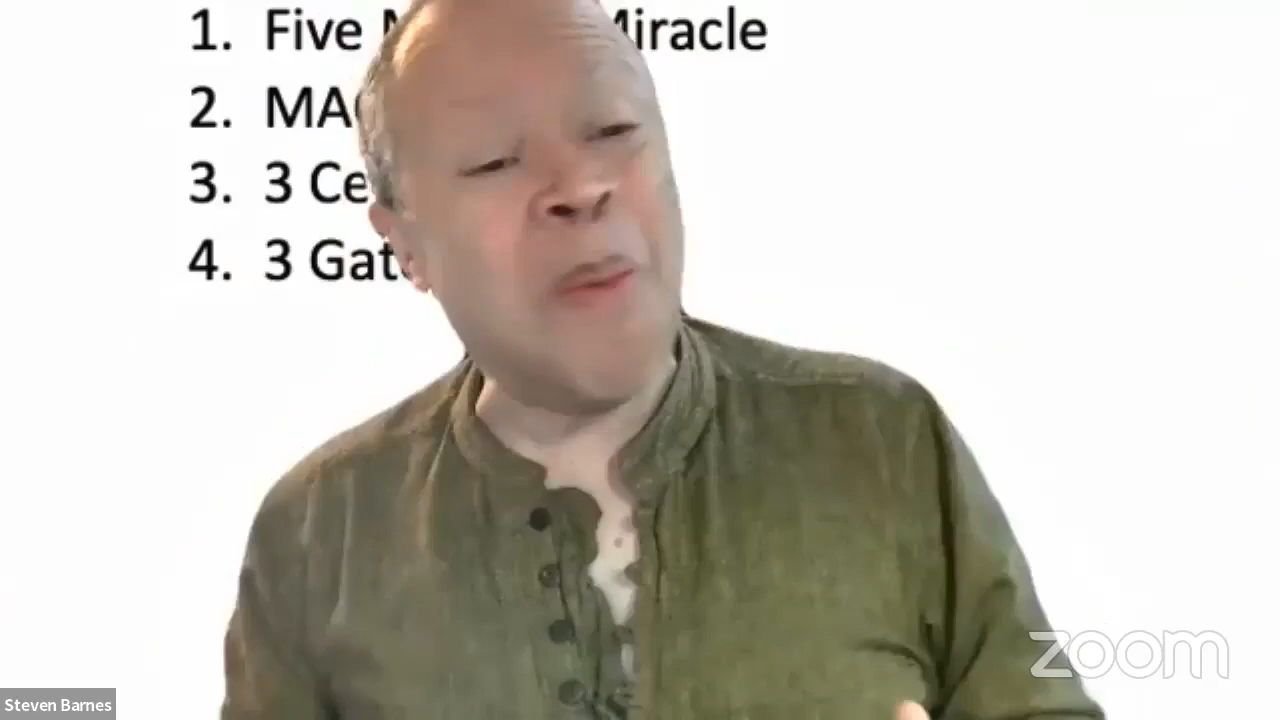 1. Five Miracle
2. MA
3. 3 Ce
4. 3 Gat
zoom
Steven Barnes